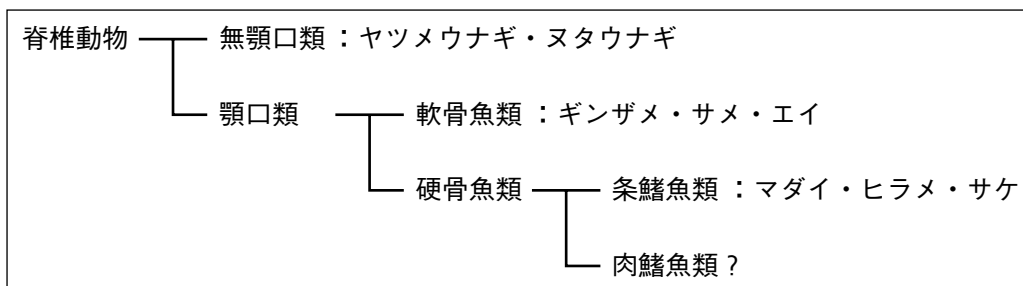 脊椎動物 無顎口類：ヤツメウナギ・ヌタウナギ
顎口類 軟骨魚類：ギンザメ・サメ・エイ
硬骨魚類 条鰭魚類：マダイ・ヒラメ・サケ
肉鰭魚類？